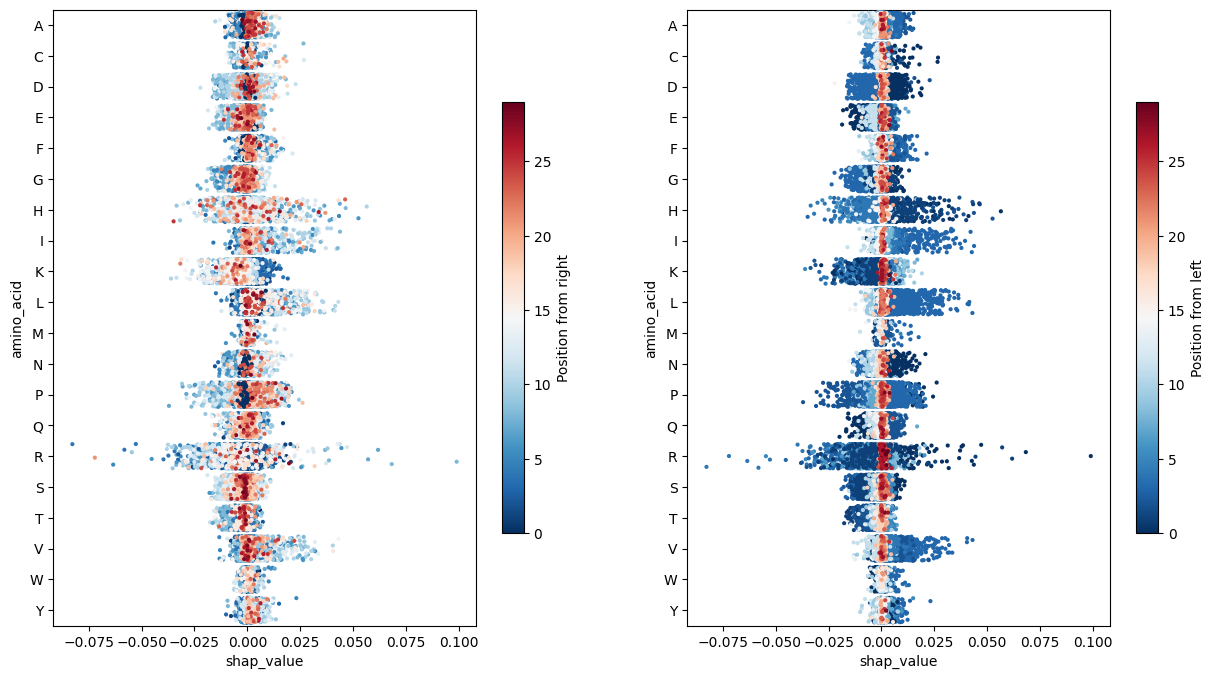 A
C
D
E
F
G
H
I
K
L
M
N
P
Q
R
S
T
V
W
Y
amino_acid
−0.075 −0.050 −0.025 0.000 0.025 0.050 0.075 0.100
shap_value
25
20
15
10
5
0
Position from right
A
C
D
E
F
G
H
I
K
L
M
N
P
Q
R
S
T
V
W
Y
amino_acid
−0.075 −0.050 −0.025 0.000 0.025 0.050 0.075 0.100
shap_value
25
20
15
10
5
0
Position from left